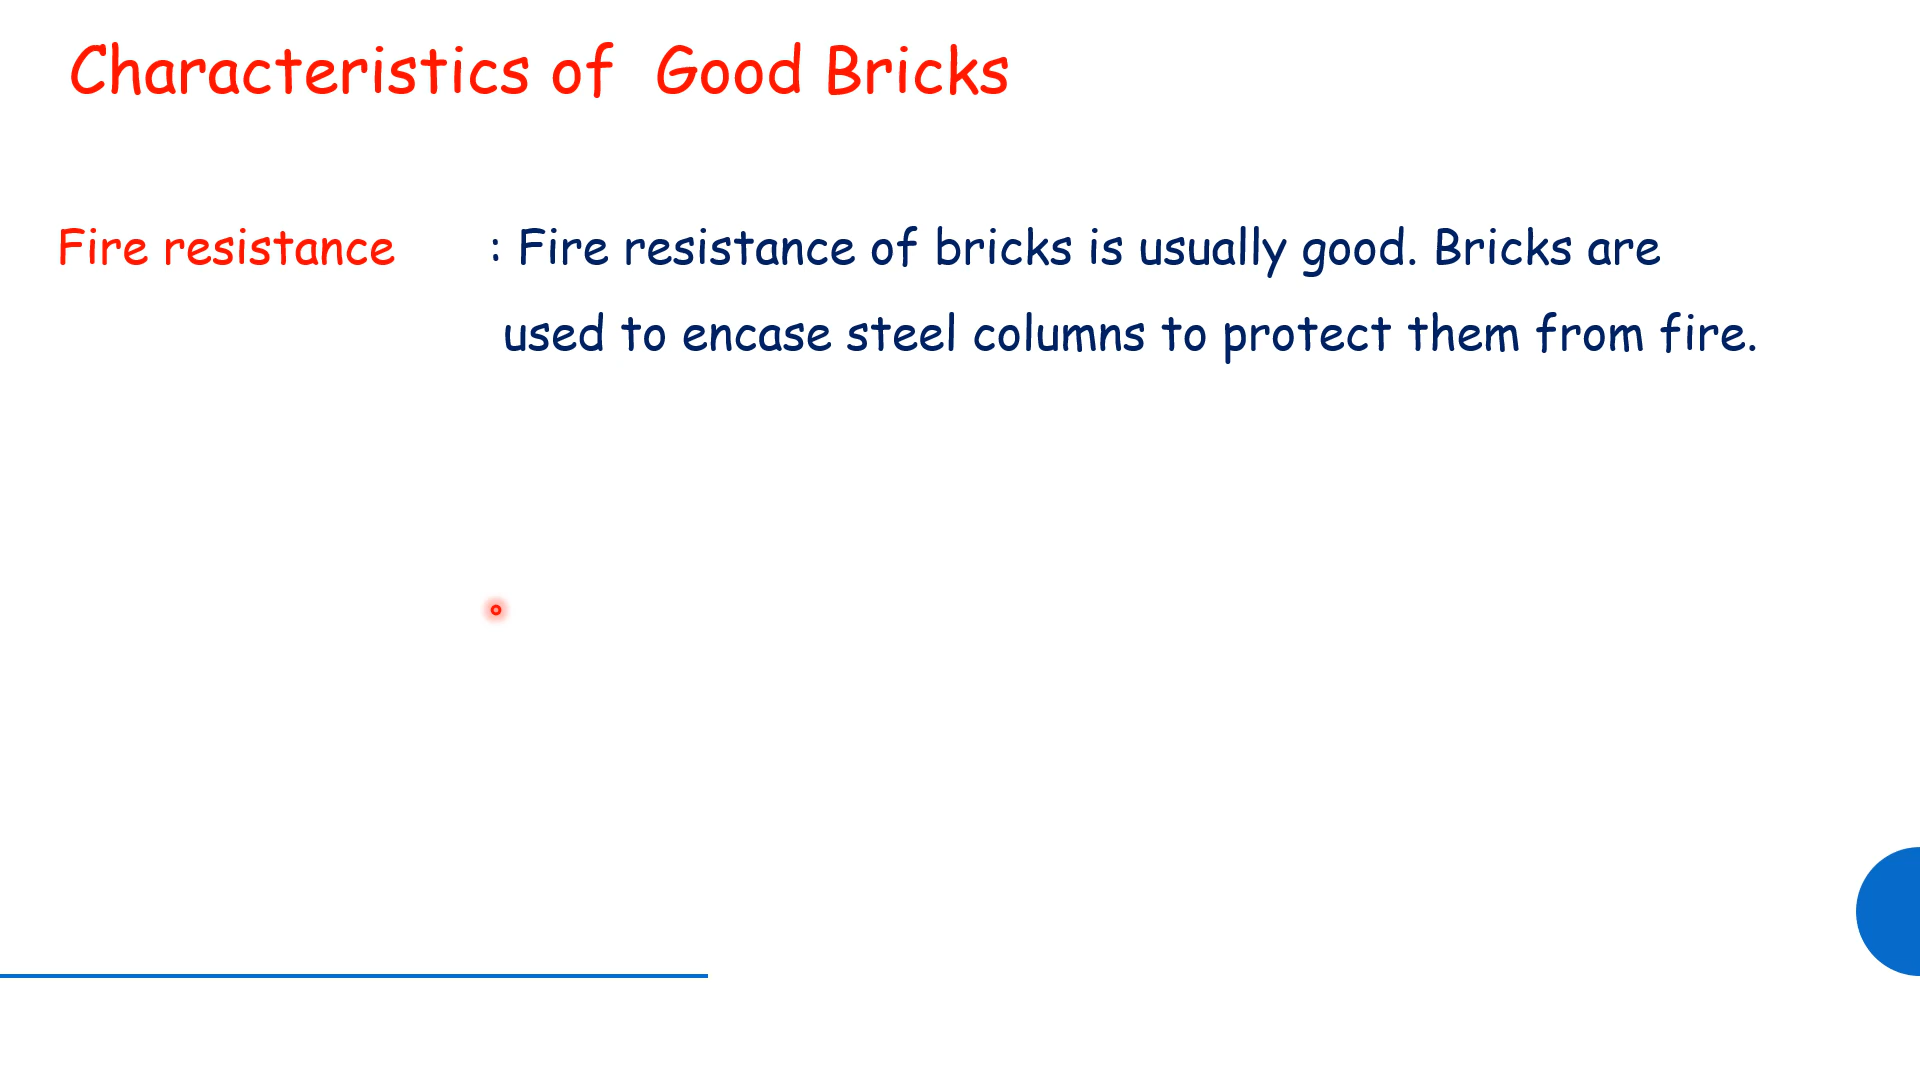 Characteristics of Good Bricks
Fire resistance : Fire resistance of bricks is usually good. Bricks are
used to encase steel columns to protect them from fire.